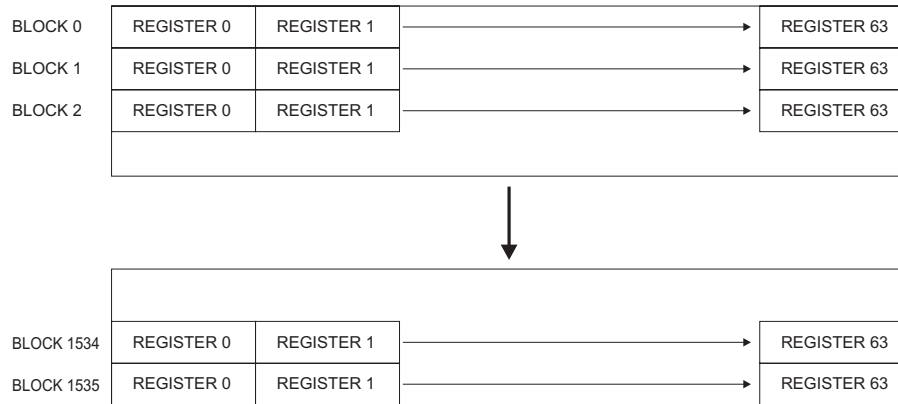 BLOCK 0 REGISTER 0 REGISTER 1 REGISTER 63
BLOCK 1 REGISTER 0 REGISTER 1 REGISTER 63
BLOCK 2 REGISTER 0 REGISTER 1 REGISTER 63
BLOCK 1534 REGISTER 0 REGISTER 1 REGISTER 63
BLOCK 1535 REGISTER 0 REGISTER 1 REGISTER 63